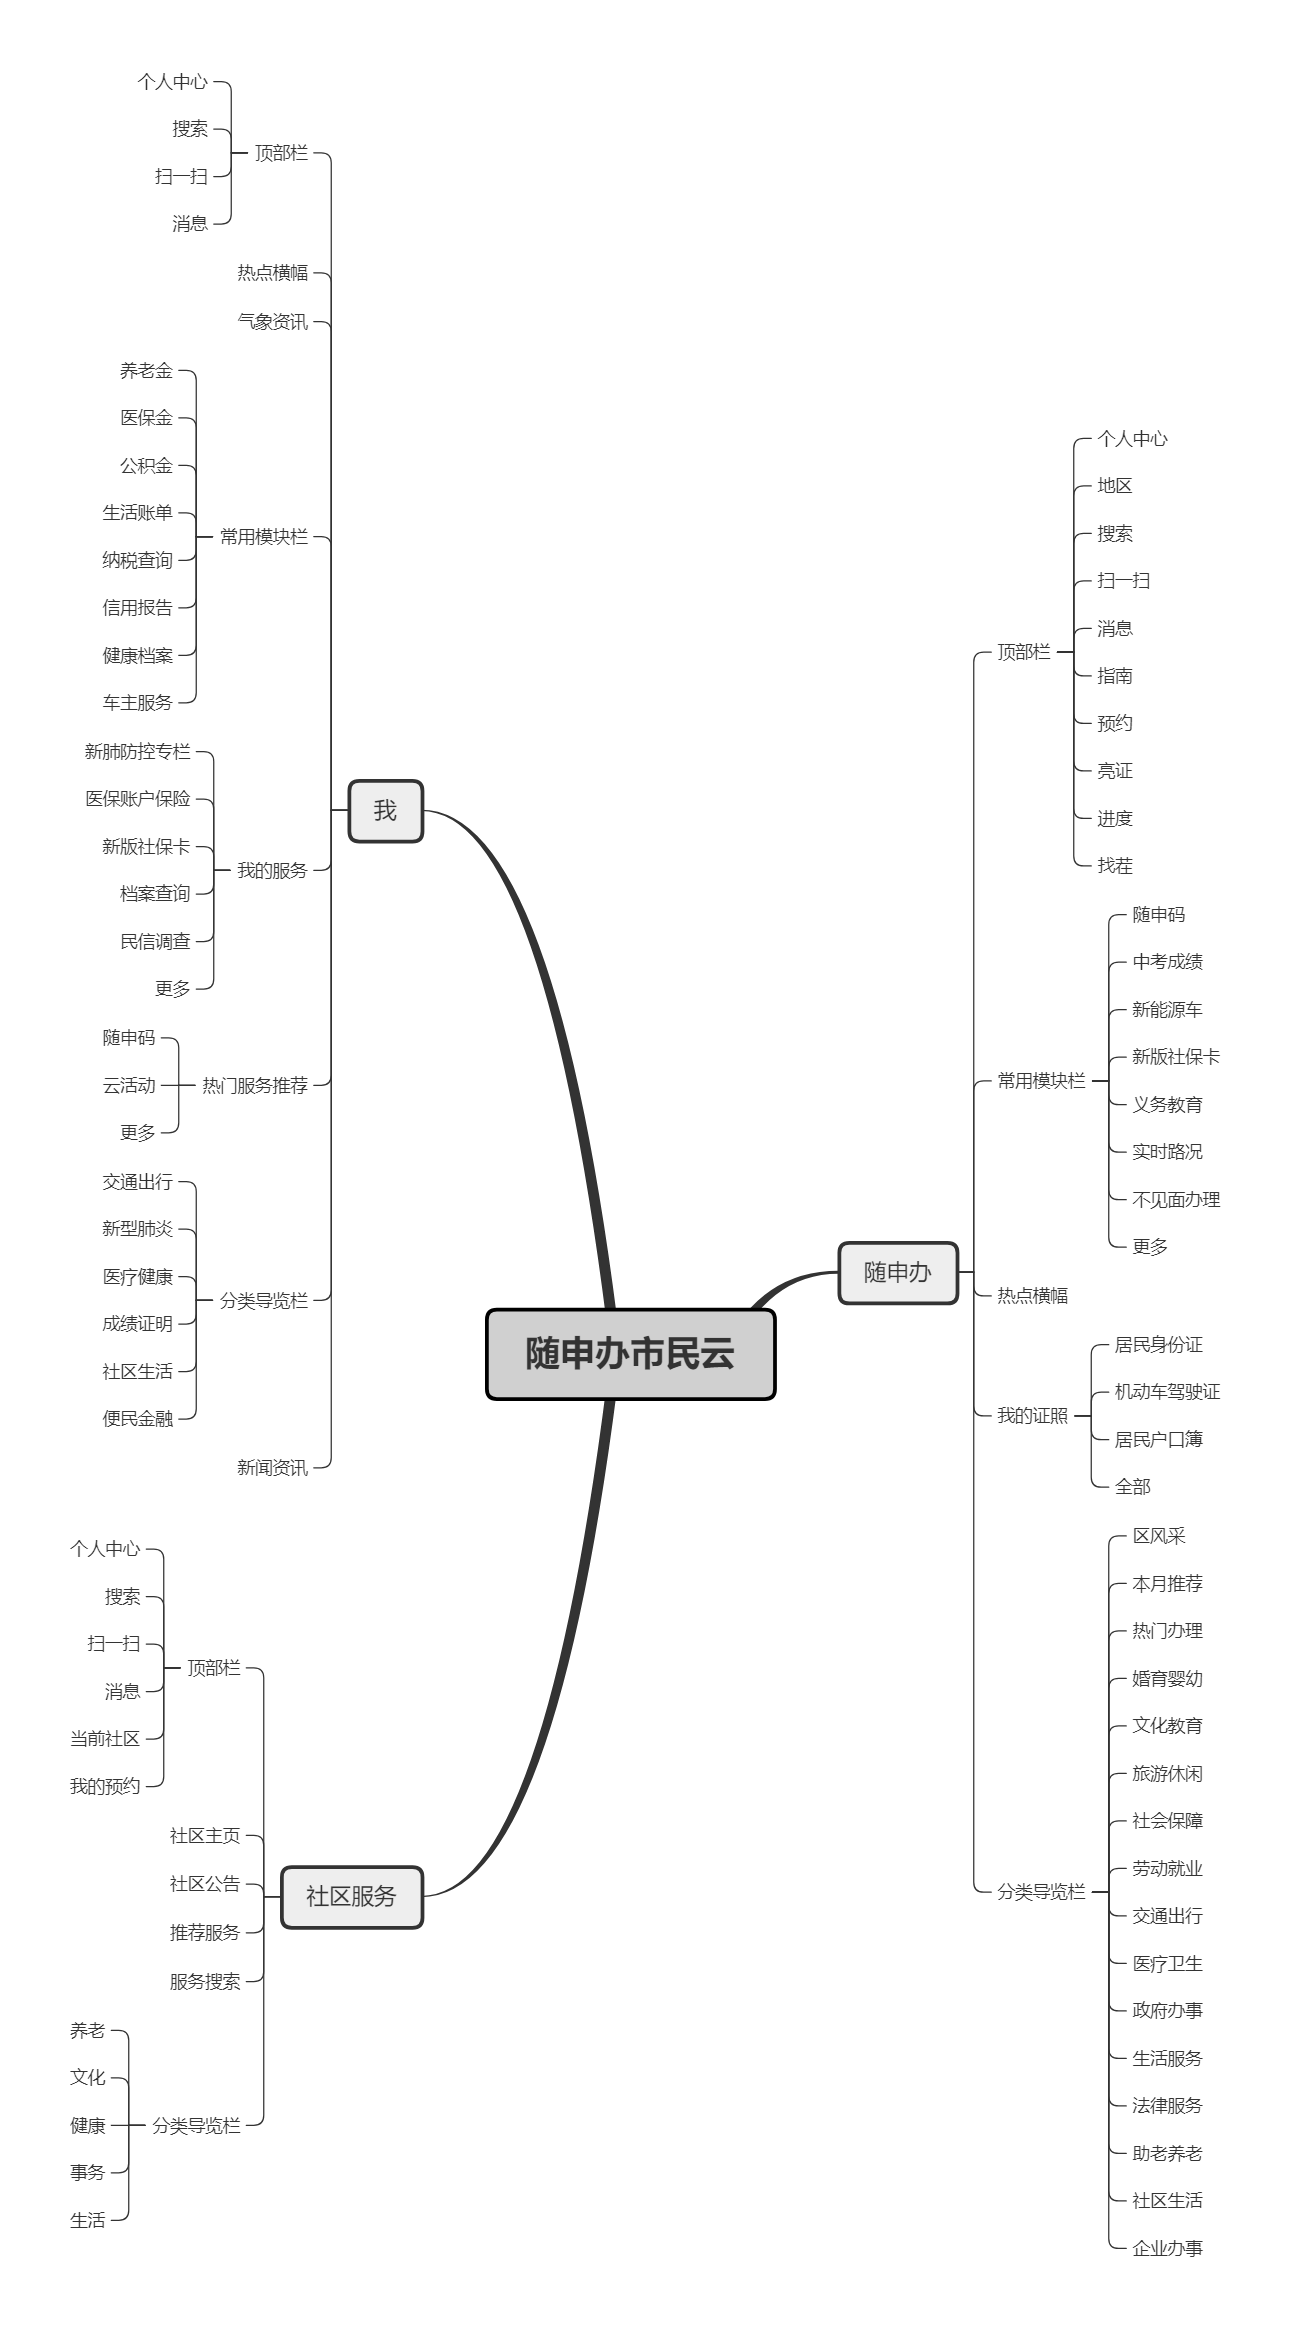 随申办市民云
随申办
顶部栏
个人中心
地区
搜索
扫一扫
消息
指南
预约
亮证
进度
找茬
常用模块栏
随申码
中考成绩
新能源车
新版社保卡
义务教育
实时路况
不见面办理
更多
热点横幅
我的证照
居民身份证
机动车驾驶证
居民户口簿
全部
分类导览栏
区风采
本月推荐
热门办理
婚育婴幼
文化教育
旅游休闲
社会保障
劳动就业
交通出行
医疗卫生
政府办事
生活服务
法律服务
助老养老
社区生活
企业办事
我
顶部栏
个人中心
搜索
扫一扫
消息
热点横幅
气象资讯
常用模块栏
养老金
医保金
公积金
生活账单
纳税查询
信用报告
健康档案
车主服务
我的服务
新肺防控专栏
医保账户保险
新版社保卡
档案查询
民信调查
更多
热门服务推荐
随申码
云活动
更多
分类导览栏
交通出行
新型肺炎
医疗健康
成绩证明
社区生活
便民金融
新闻资讯
社区服务
顶部栏
个人中心
搜索
扫一扫
消息
当前社区
我的预约
社区主页
社区公告
推荐服务
服务搜索
分类导览栏
养老
文化
健康
事务
生活